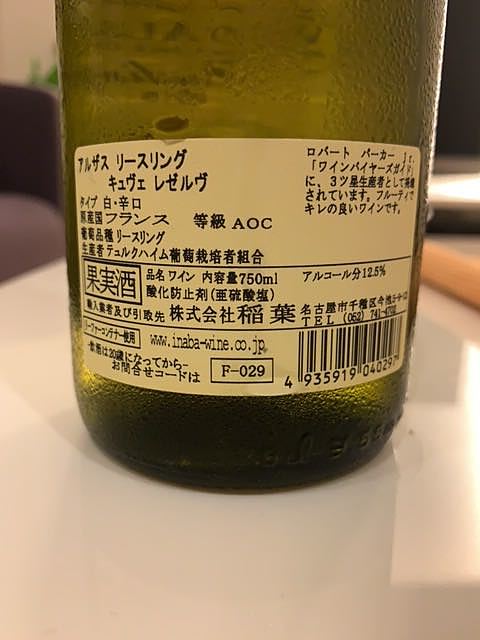 アルザス リースリング
キュヴェ レゼルヴ
タイプ 白・辛口
原産国 フランス 等級 AOC
葡萄品種 リースリング
生産者 テュルクハイム葡萄栽培者組合
ロバート パーカー Jr.
「ワインバイヤーズガイド」
に、3ツ星生産者として掲載
されています。フルーティで
キレの良いワインです。
果実酒
品名 ワイン 内容量 750ml アルコール分 12.5%
酸化防止剤(亜硫酸塩)
輸入業者及び引取先 株式会社 稲葉 名古屋市千種区今池5-9-12
TEL (052) 741-4702
リーファーコンテナー使用 www.inaba-wine.co.jp
-飲酒は20歳になってから-
お問合せコードは F-029
4 935919 040297